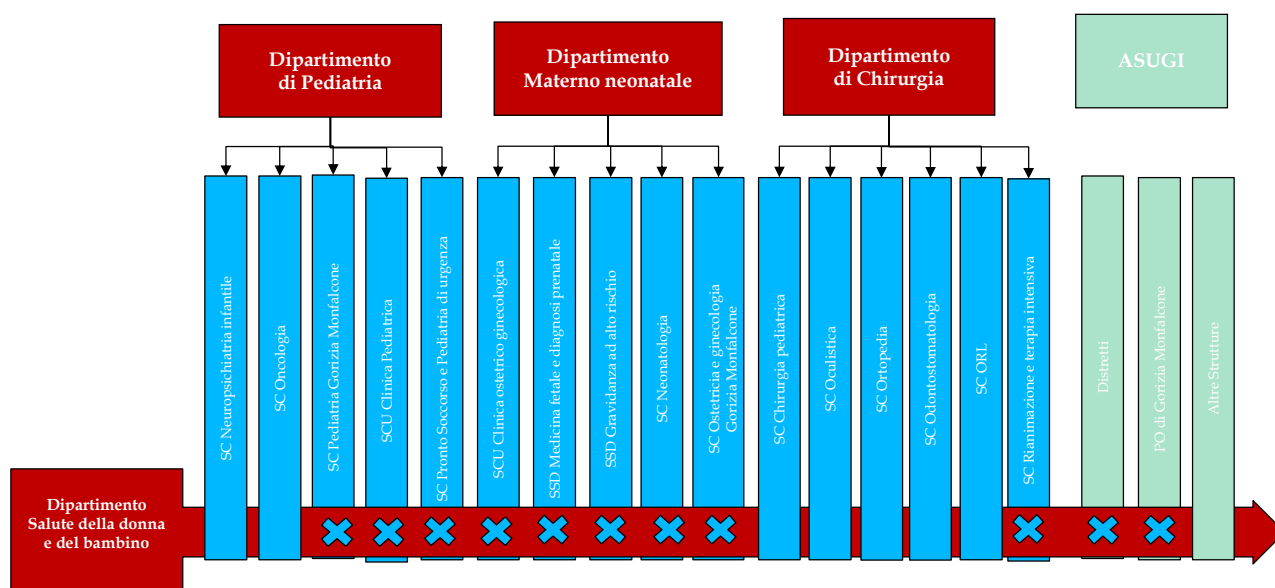 Dipartimento
di Pediatria
Dipartimento
Materno neonatale
Dipartimento
di Chirurgia
ASUGI
SC Neuropsichiatria infantile
SC Oncologia
SC Pediatria Gorizia Monfalcone
SCU Clinica Pediatrica
SC Pronto Soccorso e Pediatria di urgenza
SCU Clinica ostetrico ginecologica
SSD Medicina fetale e diagnosi prenatale
SSD Gravidanza ad alto rischio
SC Neonatologia
SC Ostetricia e ginecologia
Gorizia Monfalcone
SC Chirurgia pediatrica
SC Oculistica
SC Ortopedia
SC Odontostomatologia
SC ORL
SC Rianimazione e terapia intensiva
Distretti
PO di Gorizia Monfalcone
Altre Strutture
Dipartimento
Salute della donna
e del bambino